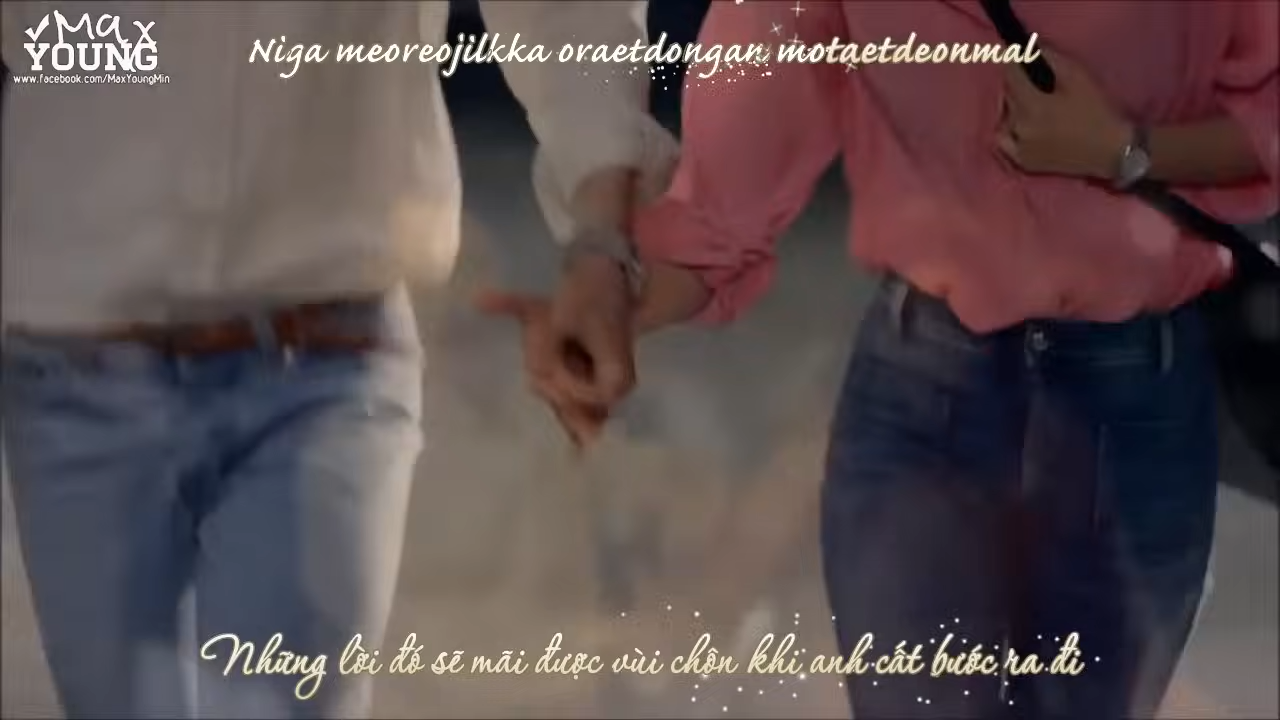 Max
YOUNG
www.facebook.com/MaxYoungMin
Niga meoreojilkka oraetdongan motaetdeonmal
Những lời đó sẽ mãi được vùi chộn khi anh cất bước ra đi